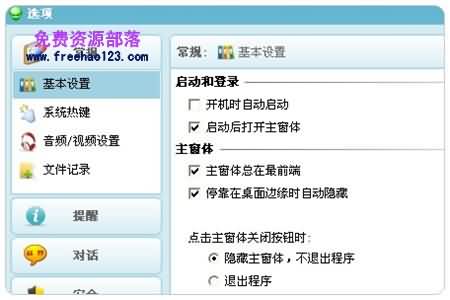 选项
免费资源部落
www.freehao123.com
常规
基本设置
系统热键
音频/视频设置
文件记录
提醒
对话
安全
常规: 基本设置
启动和登录
开机时自动启动
启动后打开主窗体
主窗体
主窗体总在最前端
停靠在桌面边缘时自动隐藏
点击主窗体关闭按钮时:
隐藏主窗体，不退出程序
退出程序